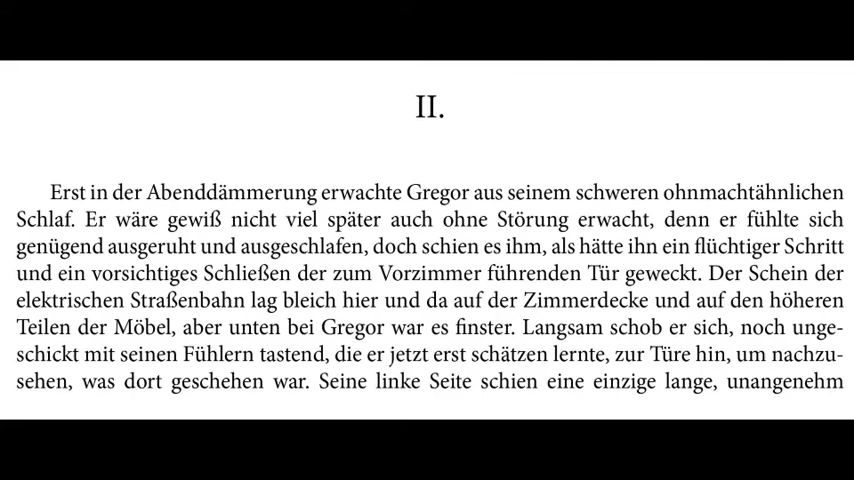 II.
Erst in der Abenddämmerung erwachte Gregor aus seinem schweren ohnmachtähnlichen
Schlaf. Er wäre gewiß nicht viel später auch ohne Störung erwacht, denn er fühlte sich
genügend ausgeruht und ausgeschlafen, doch schien es ihm, als hätte ihn ein flüchtiger Schritt
und ein vorsichtiges Schließen der zum Vorzimmer führenden Tür geweckt. Der Schein der
elektrischen Straßenbahn lag bleich hier und da auf der Zimmerdecke und auf den höheren
Teilen der Möbel, aber unten bei Gregor war es finster. Langsam schob er sich, noch unge-
schickt mit seinen Fühlern tastend, die er jetzt erst schätzen lernte, zur Türe hin, um nachzu-
sehen, was dort geschehen war. Seine linke Seite schien eine einzige lange, unangenehm